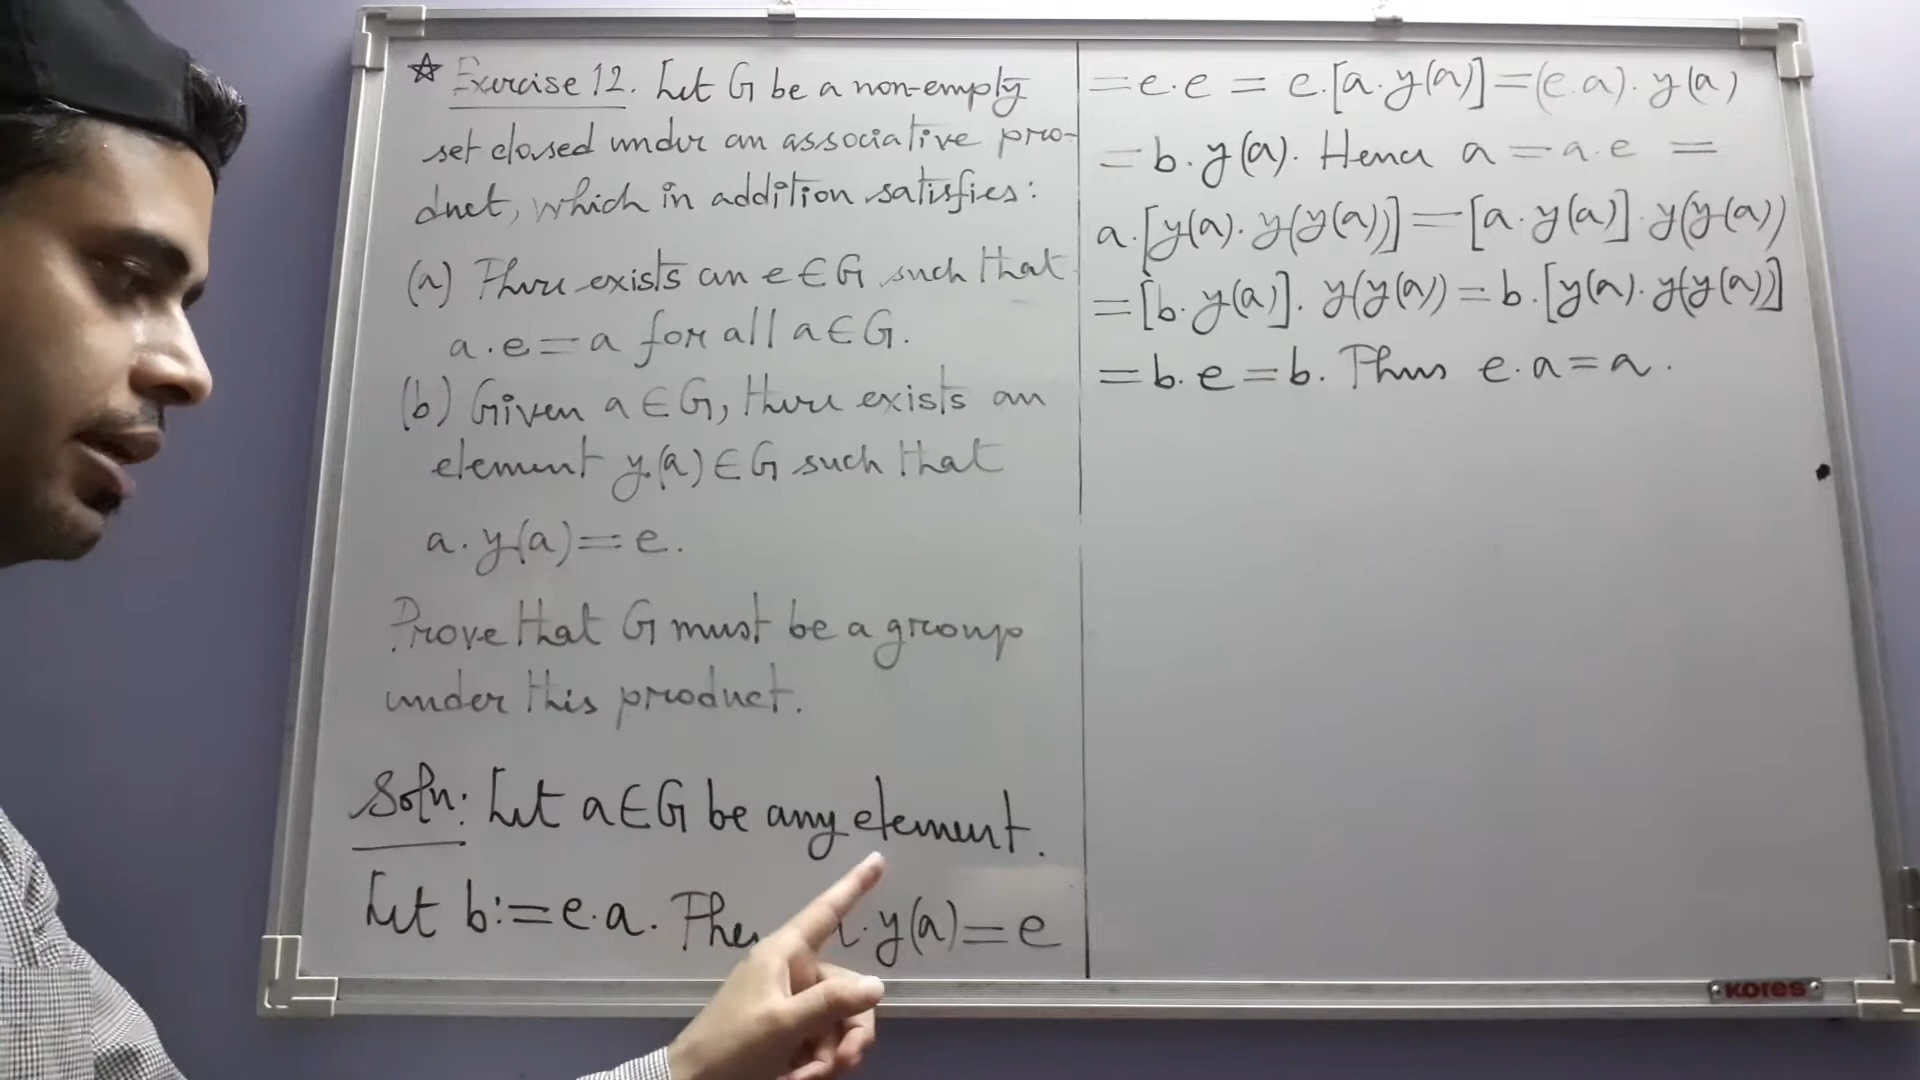 ☆ Exercise 12. Let G be a non-empty
set closed under an associative pro-
duct, which in addition satisfies:
(a) There exists an e∈G such that
a.e=a for all a∈G.
(b) Given a∈G, there exists an
element y(a)∈G such that
a.y(a)=e.
Prove that G must be a group
under this product.
Soln: Let a∈G be any element.
Let b:=e.a. a.y(a)=e
=e.e=e.[a.y(a)]=(e.a).y(a)
=b.y(a). Hence a=a.e=
a.[y(a).y(y(a))]=[a.y(a)].y(y(a))
=[b.y(a)].y(y(a))=b.[y(a).y(y(a))]
=b.e=b. Thus e.a=a.
KORES